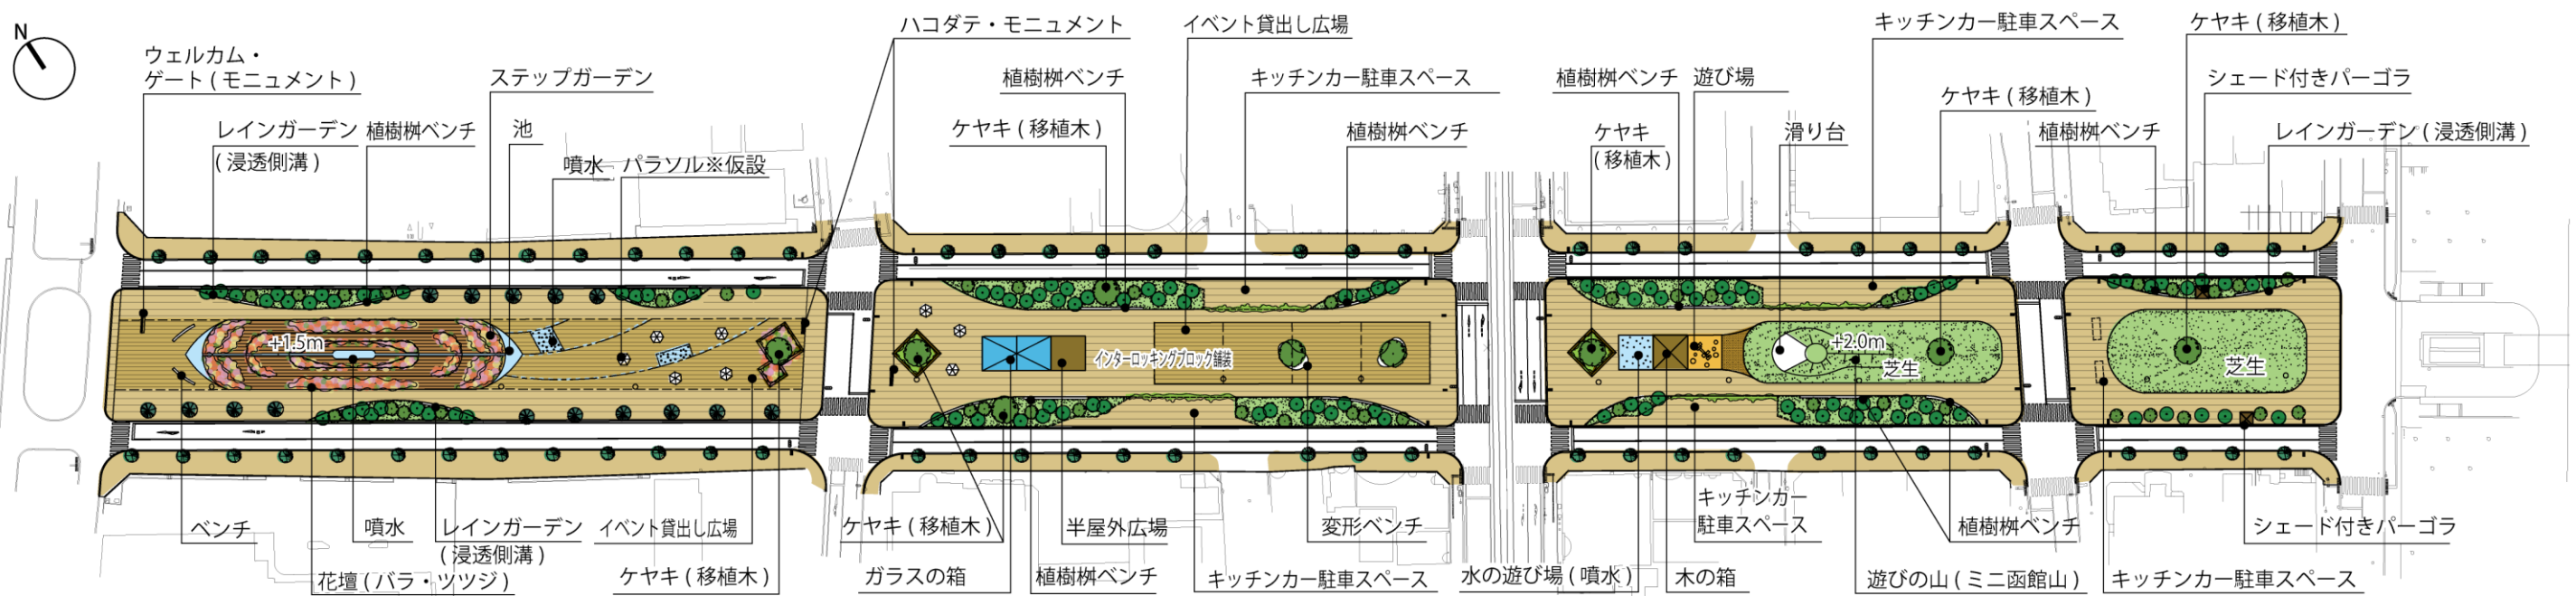 N
ウェルカム・
ゲート(モニュメント)
レインガーデン
(浸透側溝)
植樹桝ベンチ
ステップガーデン
池
噴水
パラソル※仮設
ハコダテ・モニュメント
植樹桝ベンチ
ケヤキ(移植木)
イベント貸出し広場
キッチンカー駐車スペース
植樹桝ベンチ
植樹桝ベンチ
遊び場
ケヤキ
(移植木)
滑り台
キッチンカー駐車スペース
ケヤキ(移植木)
植樹桝ベンチ
ケヤキ(移植木)
シェード付きパーゴラ
レインガーデン(浸透側溝)
+1.5m
インターロッキングブロック舗装
+2.0m
芝生
芝生
ベンチ
花壇(バラ・ツツジ)
噴水
レインガーデン
(浸透側溝)
イベント貸出し広場
ケヤキ(移植木)
ケヤキ(移植木)
ガラスの箱
半屋外広場
植樹桝ベンチ
キッチンカー駐車スペース
変形ベンチ
水の遊び場(噴水)
木の箱
キッチンカー
駐車スペース
遊びの山(ミニ函館山)
植樹桝ベンチ
キッチンカー駐車スペース
シェード付きパーゴラ